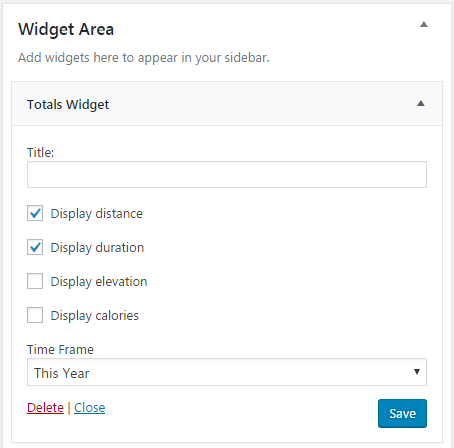 Widget Area
Add widgets here to appear in your sidebar.
Totals Widget
Title:
Display distance
Display duration
Display elevation
Display calories
Time Frame
This Year
Delete | Close
Save